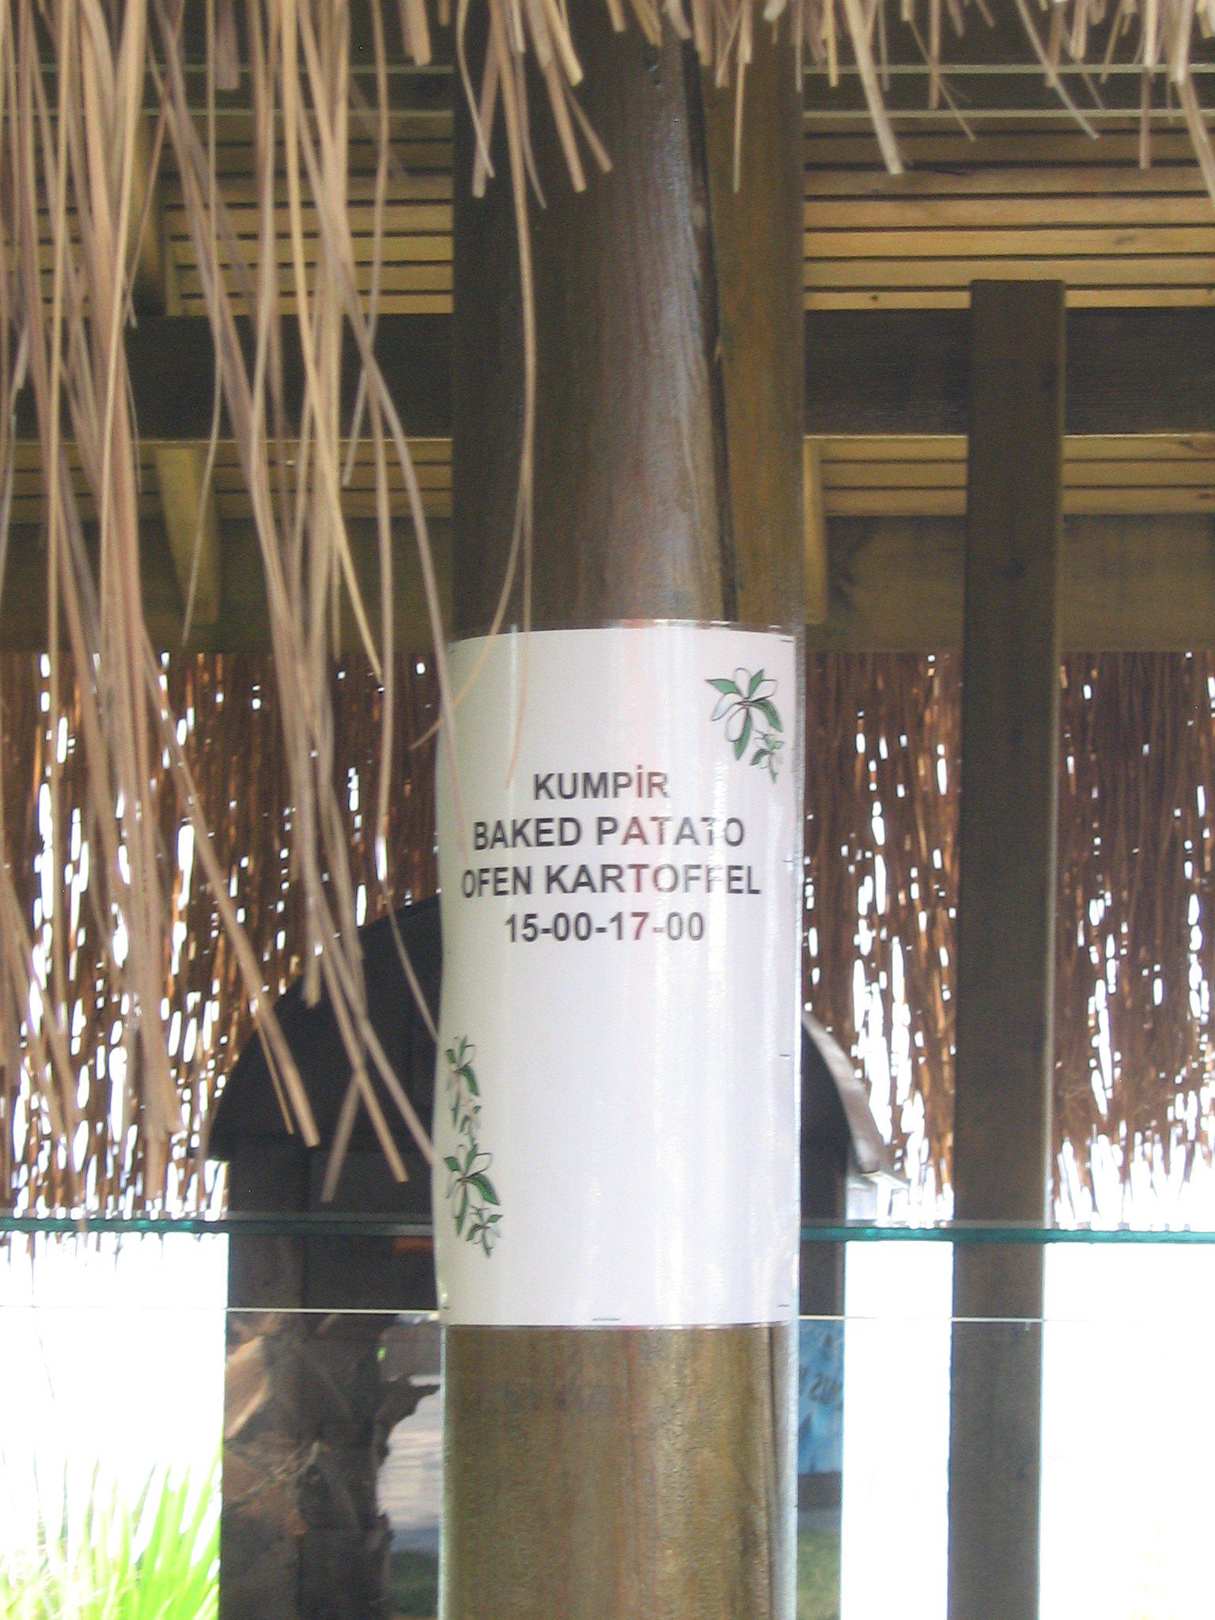 KUMPİR
BAKED PATATO
OFEN KARTOFFEL
15-00-17-00